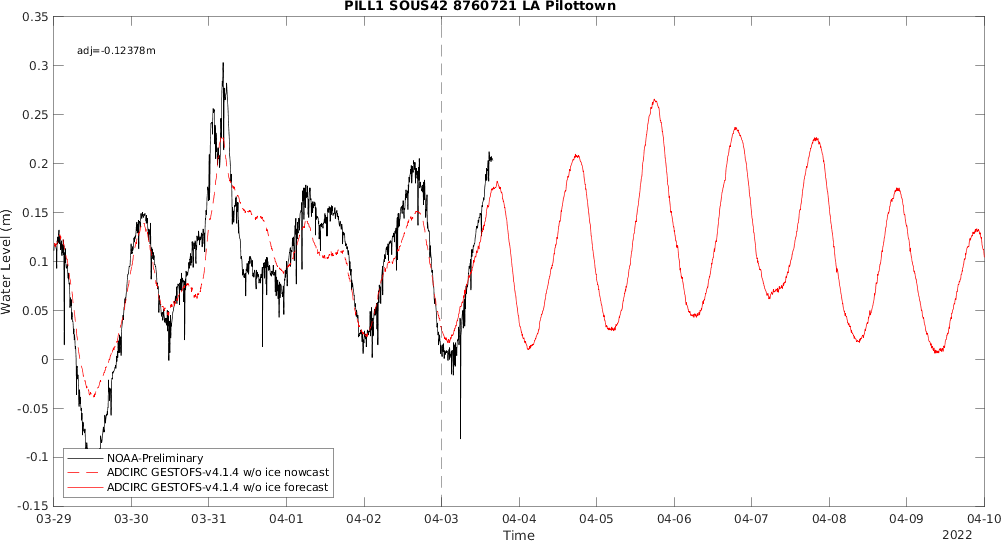 PILL1 SOUS42 8760721 LA Pilottown
adj=-0.12378m
Water Level (m)
0.35
0.3
0.25
0.2
0.15
0.1
0.05
0
-0.05
-0.1
-0.15
NOAA-Preliminary
ADCIRC GESTOFS-v4.1.4 w/o ice nowcast
ADCIRC GESTOFS-v4.1.4 w/o ice forecast
03-29 03-30 03-31 04-01 04-02 04-03 04-04 04-05 04-06 04-07 04-08 04-09 04-10
Time
2022